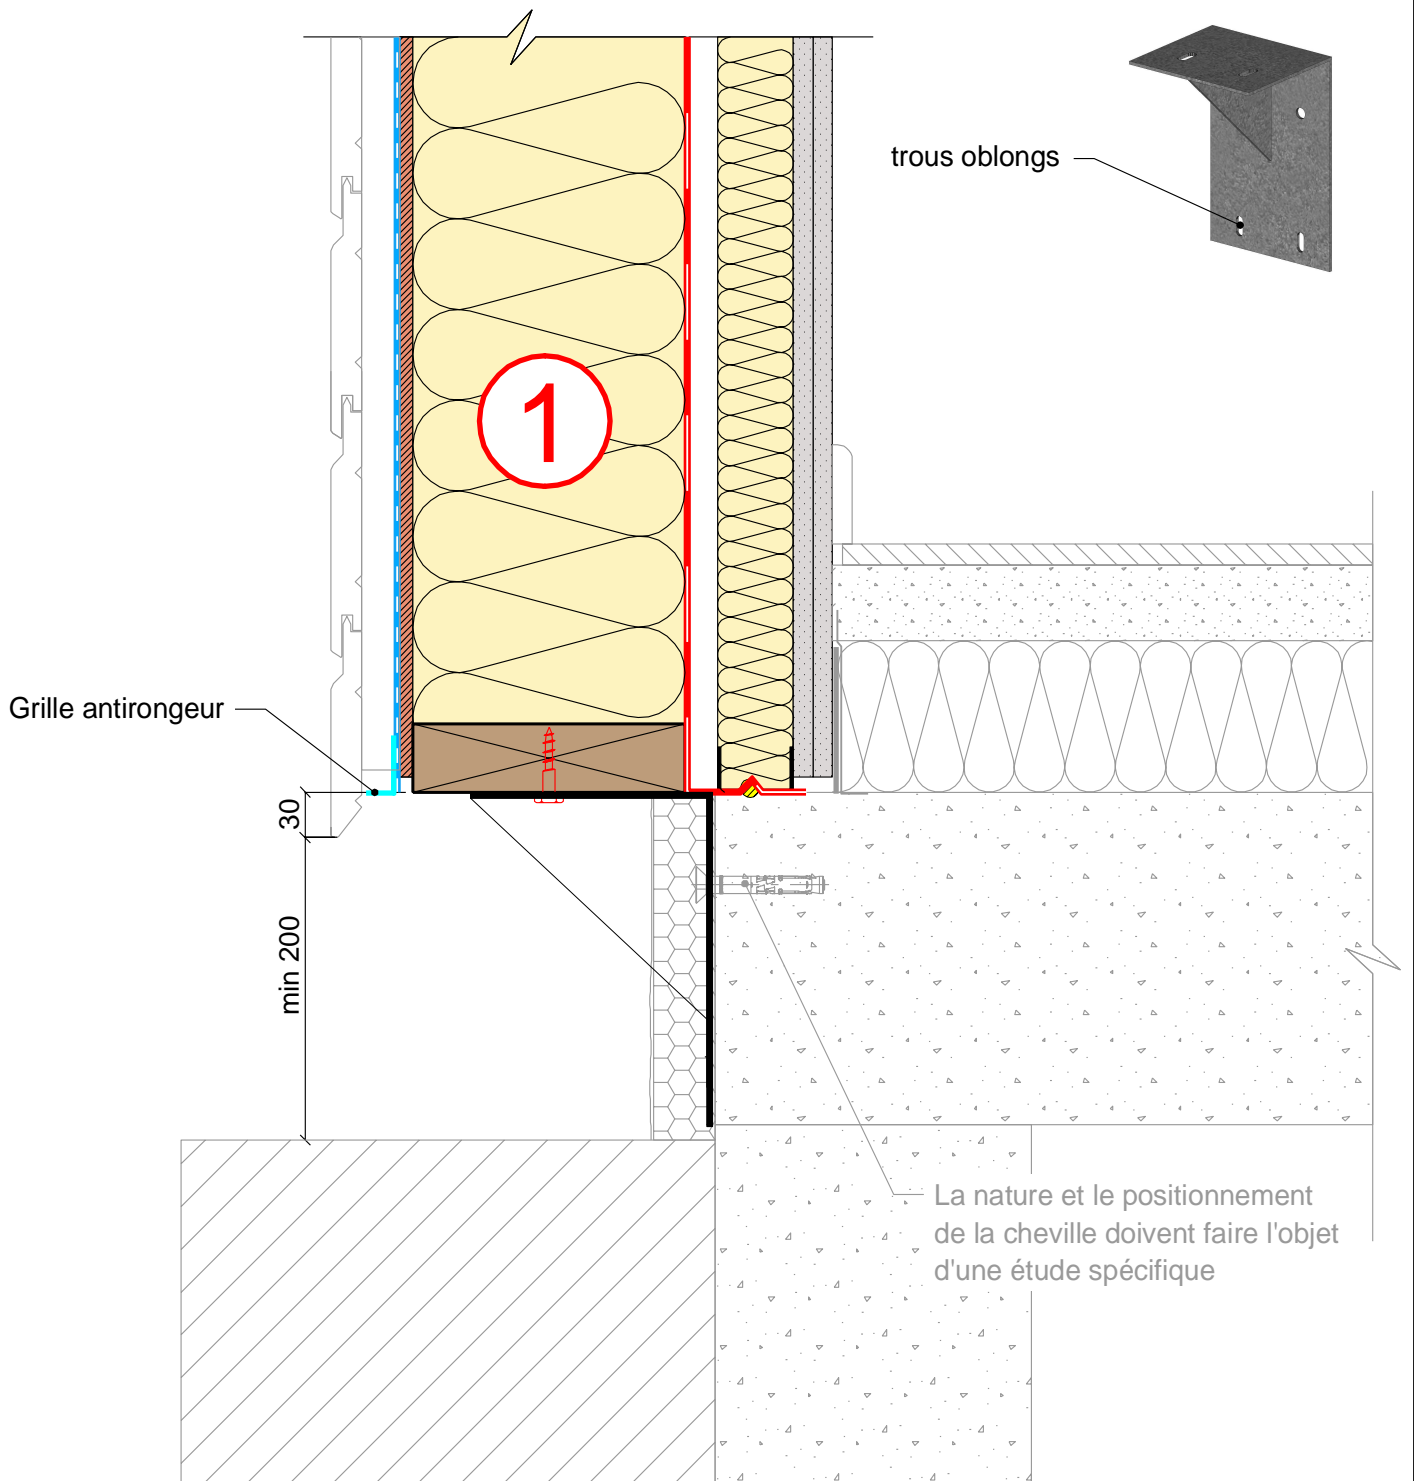 trous oblongs
1
Grille antirongeur
30
min 200
La nature et le positionnement
de la cheville doivent faire l'objet
d'une étude spécifique